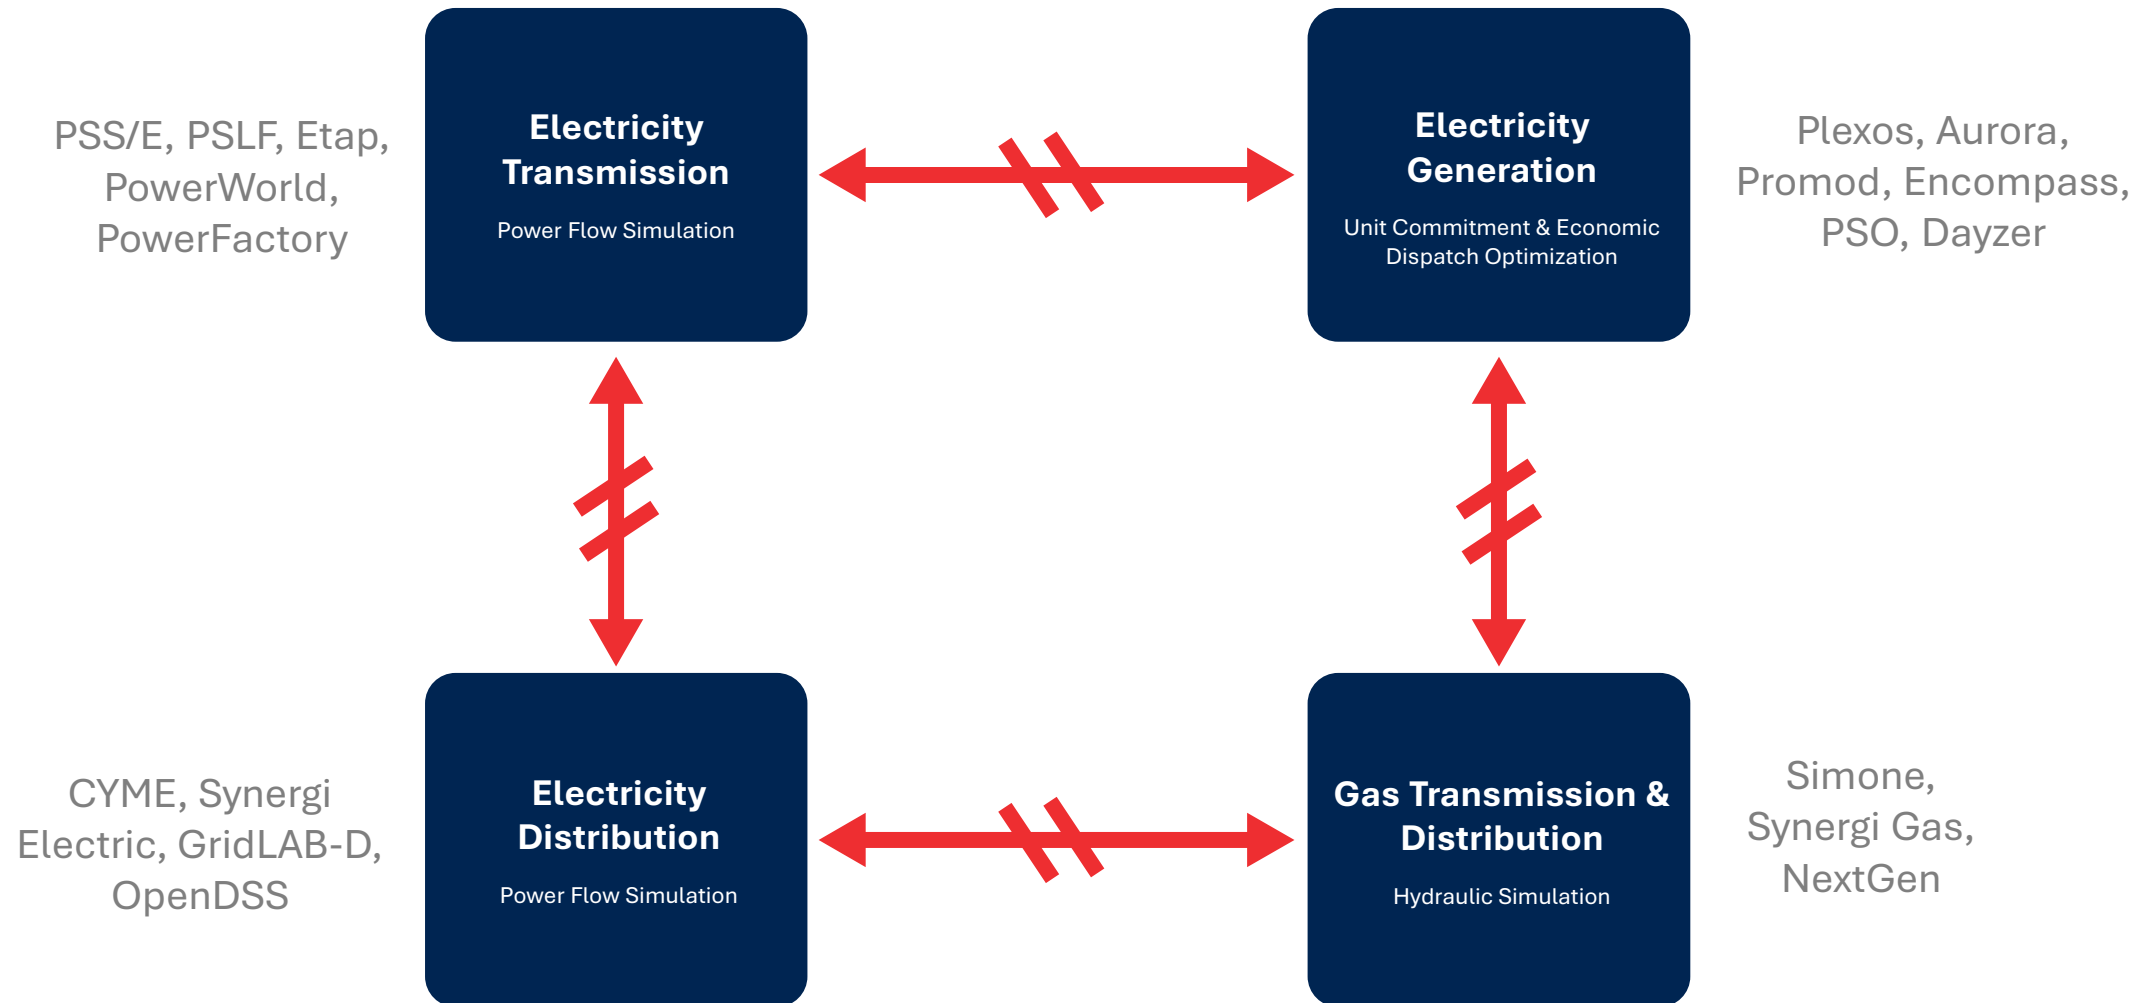 PSS/E, PSLF, Etap,
PowerWorld,
PowerFactory
Electricity
Transmission
Power Flow Simulation
Electricity
Generation
Unit Commitment & Economic
Dispatch Optimization
Plexos, Aurora,
Promod, Encompass,
PSO, Dayzer
CYME, Synergi
Electric, GridLAB-D,
OpenDSS
Electricity
Distribution
Power Flow Simulation
Gas Transmission &
Distribution
Hydraulic Simulation
Simone,
Synergi Gas,
NextGen